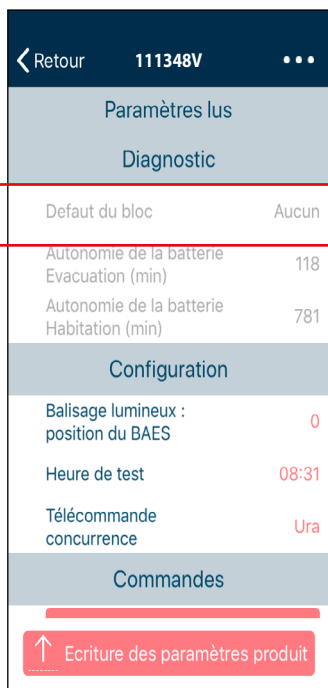 Retour 111348V •••
Paramètres lus
Diagnostic
Defaut du bloc Aucun
Autonomie de la batterie
Evacuation (min) 118
Autonomie de la batterie
Habitation (min) 781
Configuration
Balisage lumineux :
position du BAES 0
Heure de test 08:31
Télécommande
concurrence Ura
Commandes
Ecriture des paramètres produit